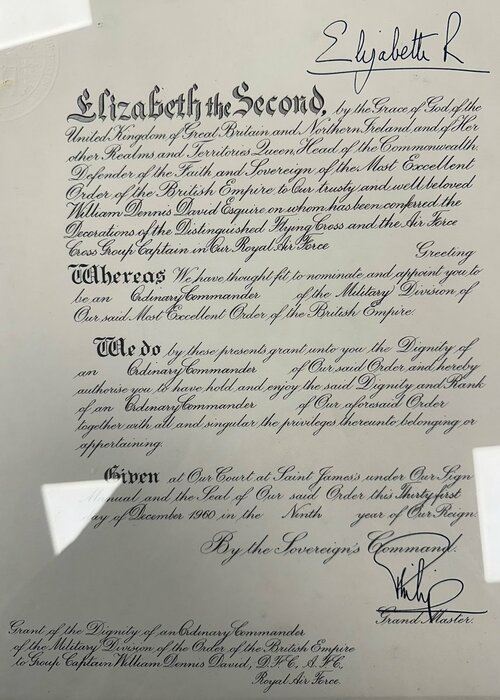 Elizabeth R
Elizabeth the Second, by the Grace of God, of the
United Kingdom of Great Britain and Northern Ireland and of Her
other Realms and Territories Queen, Head of the Commonwealth,
Defender of the Faith and Sovereign of the Most Excellent
Order of the British Empire to Our trusty and well beloved
William Dennis David Esquire on whom has been conferred the
Decorations of the Distinguished Flying Cross and the Air Force
Cross Group Captain in Our Royal Air Force
Greeting
Whereas We have thought fit to nominate and appoint you to
be an Ordinary Commander of the Military Division of
Our said Most Excellent Order of the British Empire.
We do by these presents grant unto you the Dignity of
an Ordinary Commander of Our said Order and hereby
authorise you to have hold and enjoy the said Dignity and Rank
of an Ordinary Commander of Our aforesaid Order
together with all and singular the privileges thereunto belonging or
appertaining.
Given at Our Court at Saint James's under Our Sign
Manual and the Seal of Our said Order this Thirty first
day of December 1960 in the Ninth year of Our Reign.
By the Sovereign's Command.
Philip
Grand Master.
Grant of the Dignity of an Ordinary Commander
of the Military Division of the Order of the British Empire
to Group Captain William Dennis David, D.F.C., A.F.C.,
Royal Air Force.